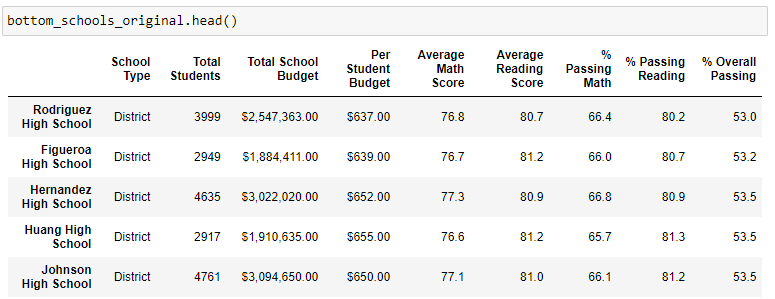 bottom_schools_original.head()
School Type Total Students Total School Budget Per Student Budget Average Math Score Average Reading Score % Passing Math % Passing Reading % Overall Passing
Rodriguez High School District 3999 $2,547,363.00 $637.00 76.8 80.7 66.4 80.2 53.0
Figueroa High School District 2949 $1,884,411.00 $639.00 76.7 81.2 66.0 80.7 53.2
Hernandez High School District 4635 $3,022,020.00 $652.00 77.3 80.9 66.8 80.9 53.5
Huang High School District 2917 $1,910,635.00 $655.00 76.6 81.2 65.7 81.3 53.5
Johnson High School District 4761 $3,094,650.00 $650.00 77.1 81.0 66.1 81.2 53.5